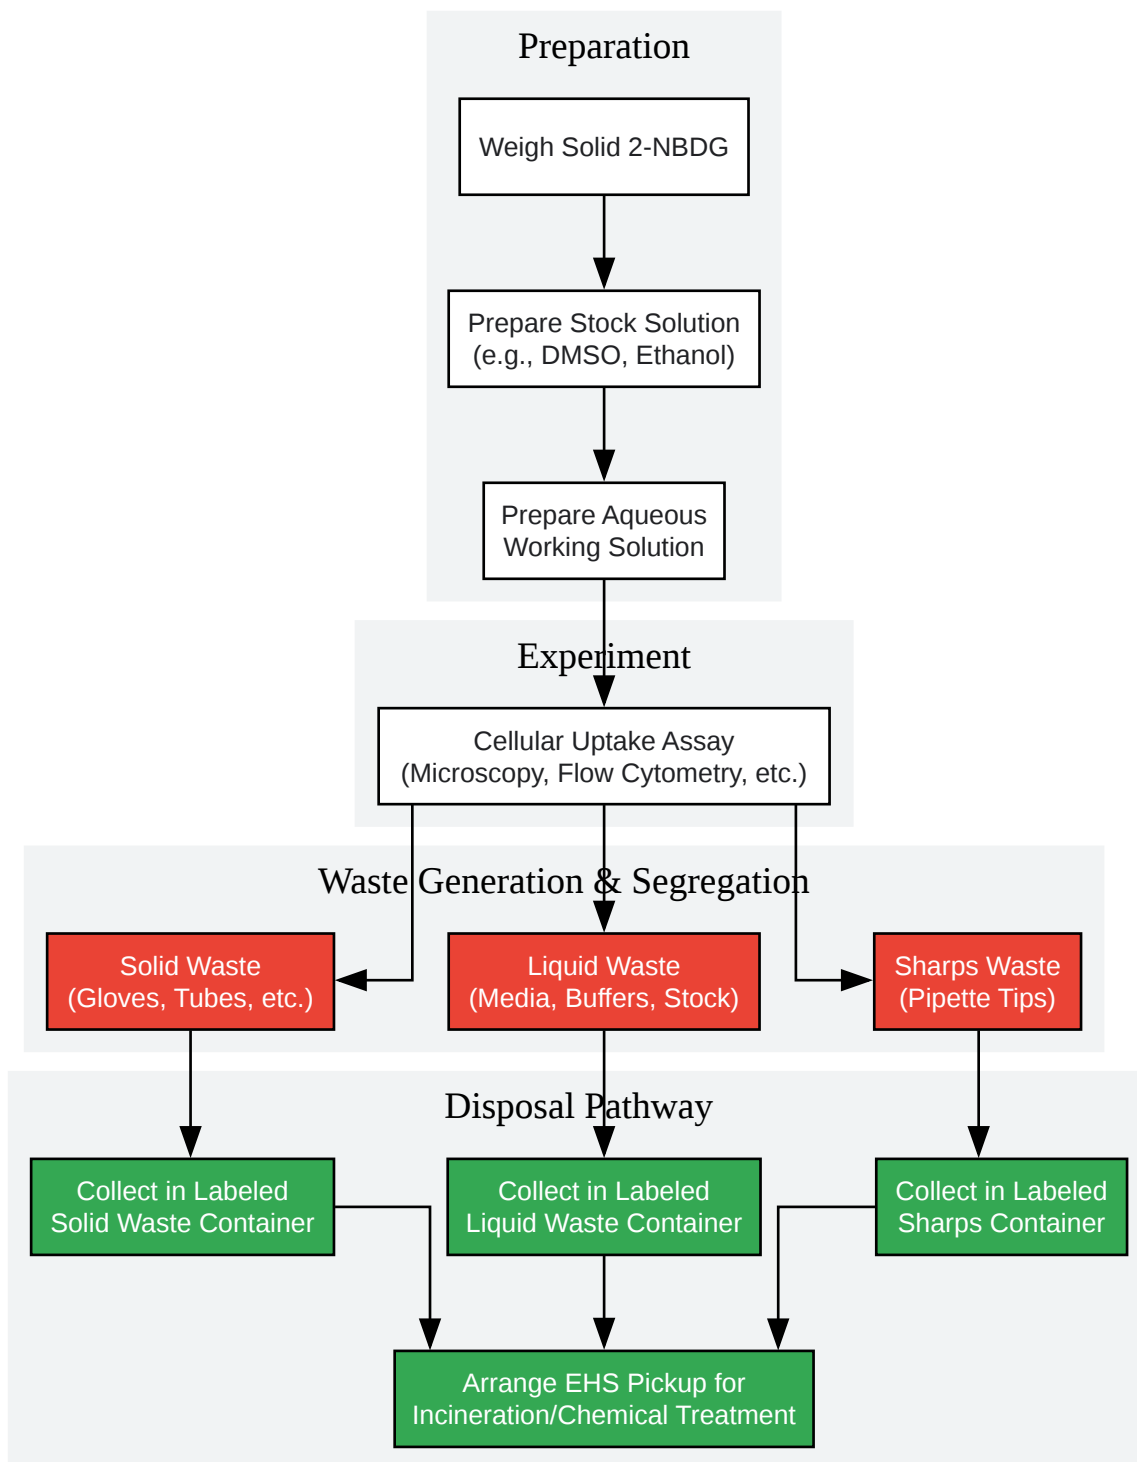 Preparation
Weigh Solid 2-NBDG
Prepare Stock Solution
(e.g., DMSO, Ethanol)
Prepare Aqueous
Working Solution
Experiment
Cellular Uptake Assay
(Microscopy, Flow Cytometry, etc.)
Waste Generation & Segregation
Solid Waste
(Gloves, Tubes, etc.)
Liquid Waste
(Media, Buffers, Stock)
Sharps Waste
(Pipette Tips)
Disposal Pathway
Collect in Labeled
Solid Waste Container
Collect in Labeled
Liquid Waste Container
Collect in Labeled
Sharps Container
Arrange EHS Pickup for
Incineration/Chemical Treatment